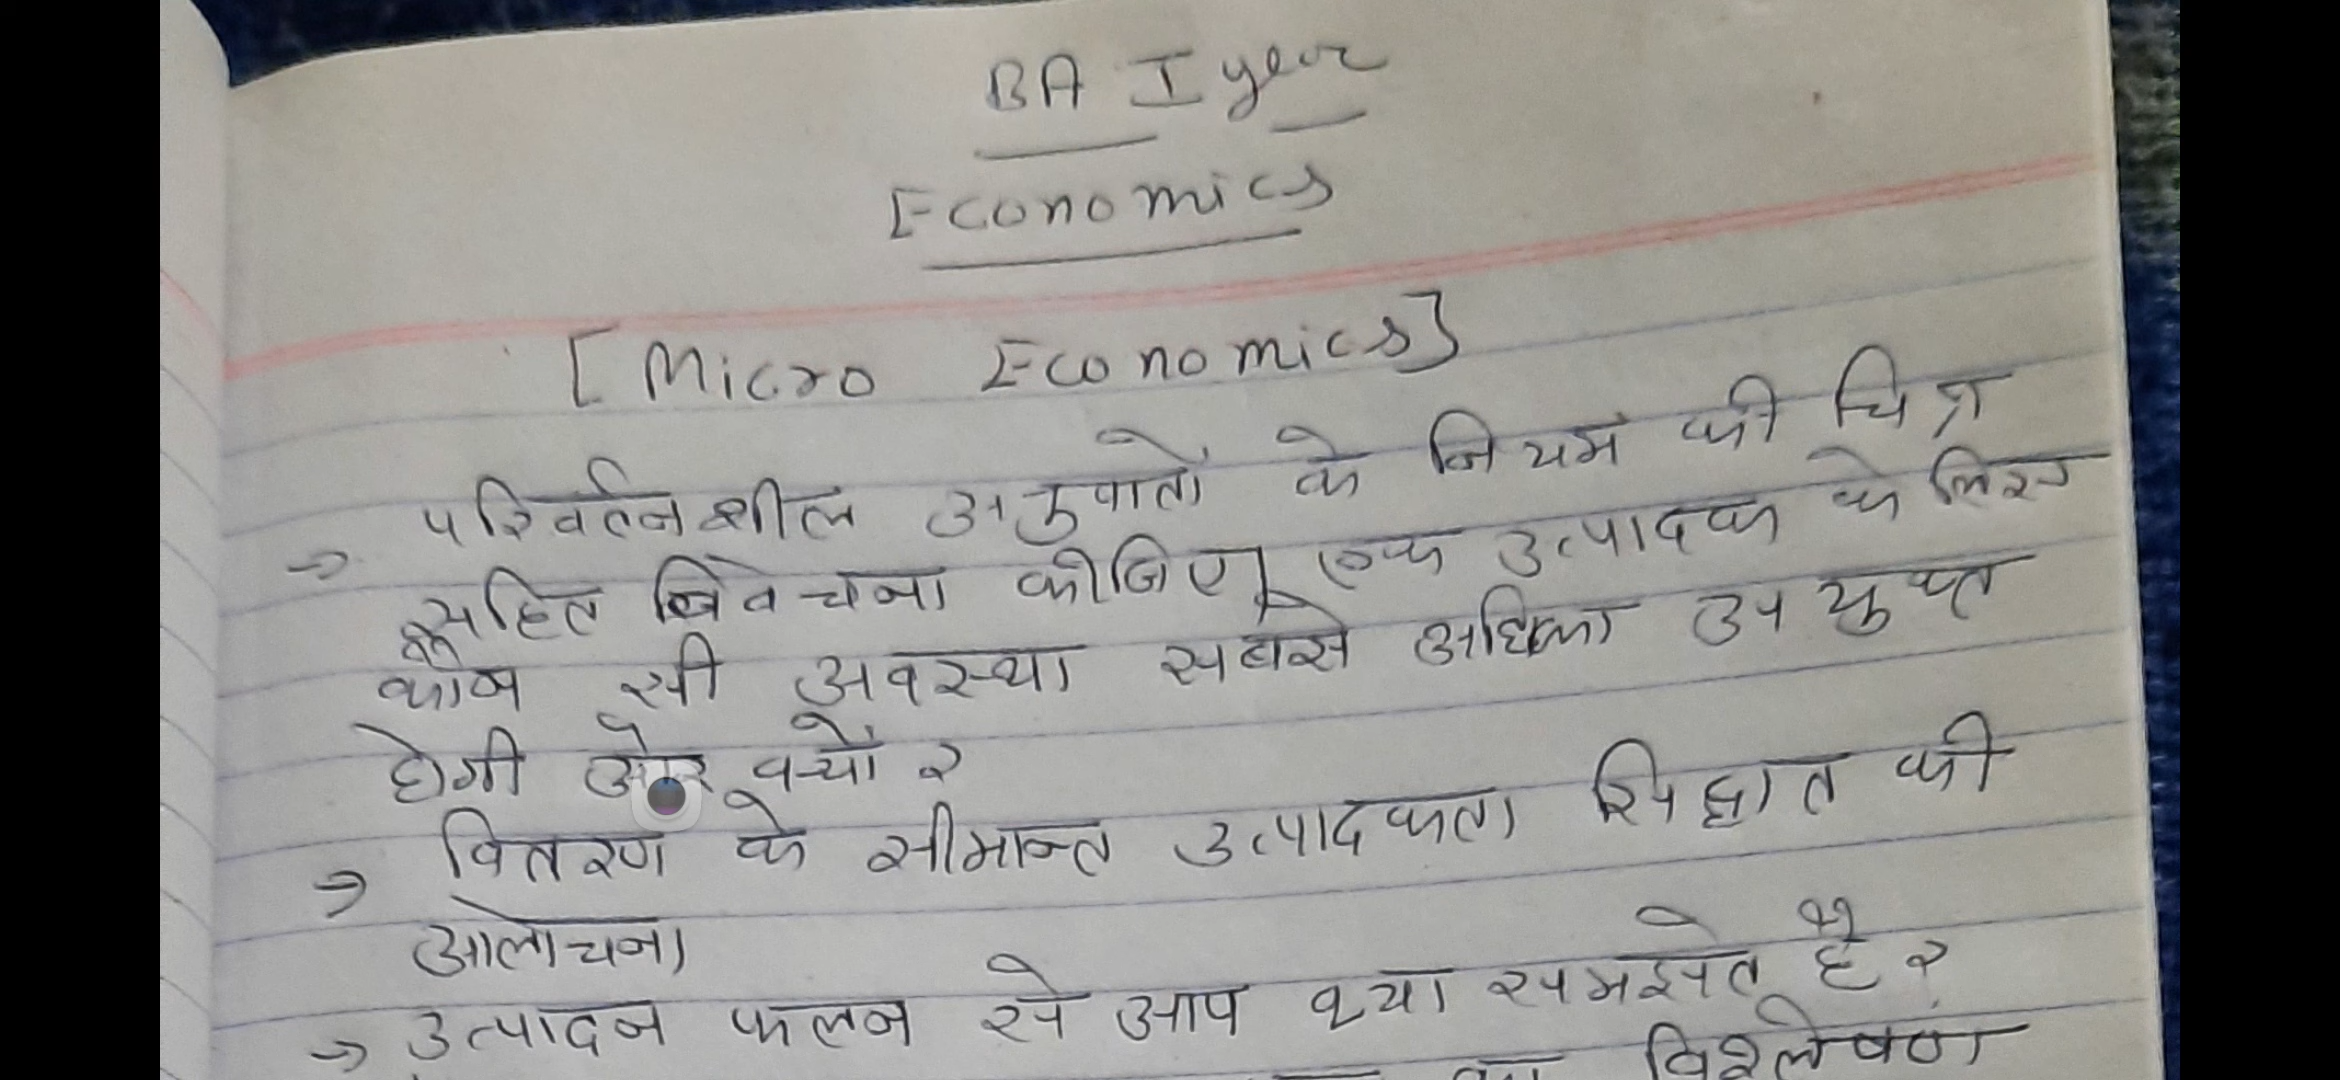 BA I year
Economics
[Micro Economics]
→ परिवर्तनशील अनुपातों के नियम की चित्र
सहित विवेचना कीजिए। एक उत्पादक के लिए
कौन सी अवस्था सबसे अधिक उपयुक्त
होगी और क्यों ?
→ वितरण के सीमान्त उत्पादकता सिद्धात की
आलोचना
→ उत्पादन फलन से आप क्या समझते है ?
विश्लेषण